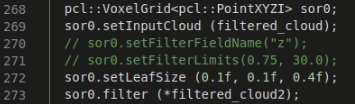 268 pcl::VoxelGrid<pcl::PointXYZI> sor0;
269 sor0.setInputCloud (filtered_cloud);
270 // sor0.setFilterFieldName("z");
271 // sor0.setFilterLimits(0.75, 30.0);
272 sor0.setLeafSize (0.1f, 0.1f, 0.4f);
273 sor0.filter (*filtered_cloud2);